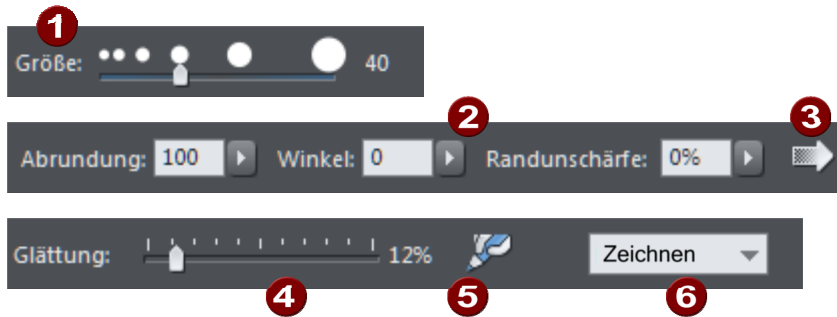 1
Größe: 40
2 3
Abrundung: 100 Winkel: 0 Randunschärfe: 0%
Glättung: 12% Zeichnen
4 5 6